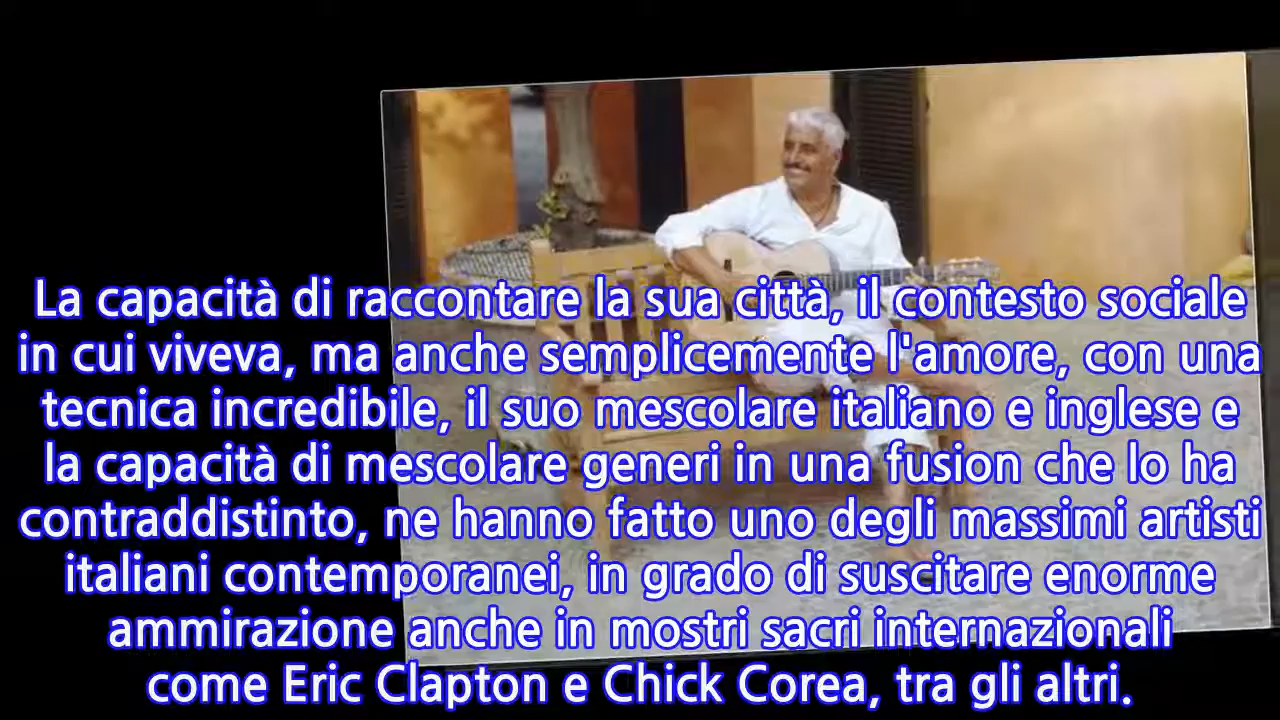 La capacità di raccontare la sua città, il contesto sociale
in cui viveva, ma anche semplicemente l'amore, con una
tecnica incredibile, il suo mescolare italiano e inglese e
la capacità di mescolare generi in una fusion che lo ha
contraddistinto, ne hanno fatto uno degli massimi artisti
italiani contemporanei, in grado di suscitare enorme
ammirazione anche in mostri sacri internazionali
come Eric Clapton e Chick Corea, tra gli altri.